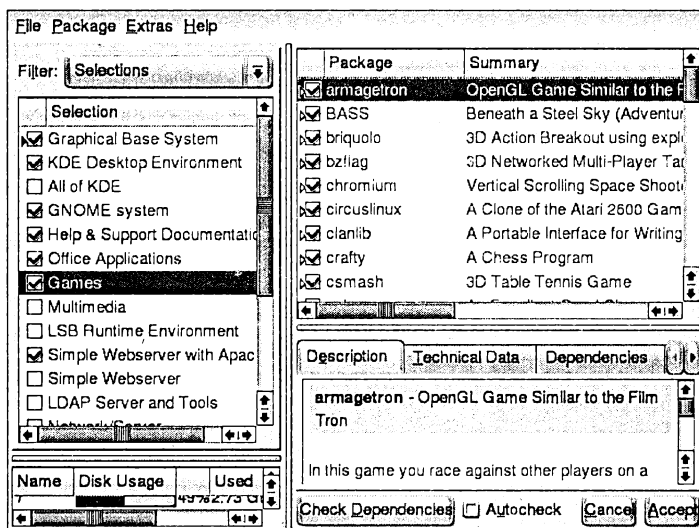 File Package Extras Help
Filter: Selections
Selection
Graphical Base System
KDE Desktop Environment
All of KDE
GNOME system
Help & Support Documentatic
Office Applications
Games
Multimedia
LSB Runtime Environment
Simple Webserver with Apac
Simple Webserver
LDAP Server and Tools
Name Disk Usage Used
Package Summary
armagetron OpenGL Game Similar to the F
BASS Beneath a Steel Sky (Adventur
briquolo 3D Action Breakout using expl
bzflag 3D Networked Multi-Player Tan
chromium Vertical Scrolling Space Shoot
circuslinux A Clone of the Atari 2600 Gam
clanlib A Portable Interface for Writing
crafty A Chess Program
csmash 3D Table Tennis Game
Description Technical Data Dependencies
armagetron - OpenGL Game Similar to the Film
Tron
In this game you race against other players on a
Check Dependencies Autocheck Cancel Accept